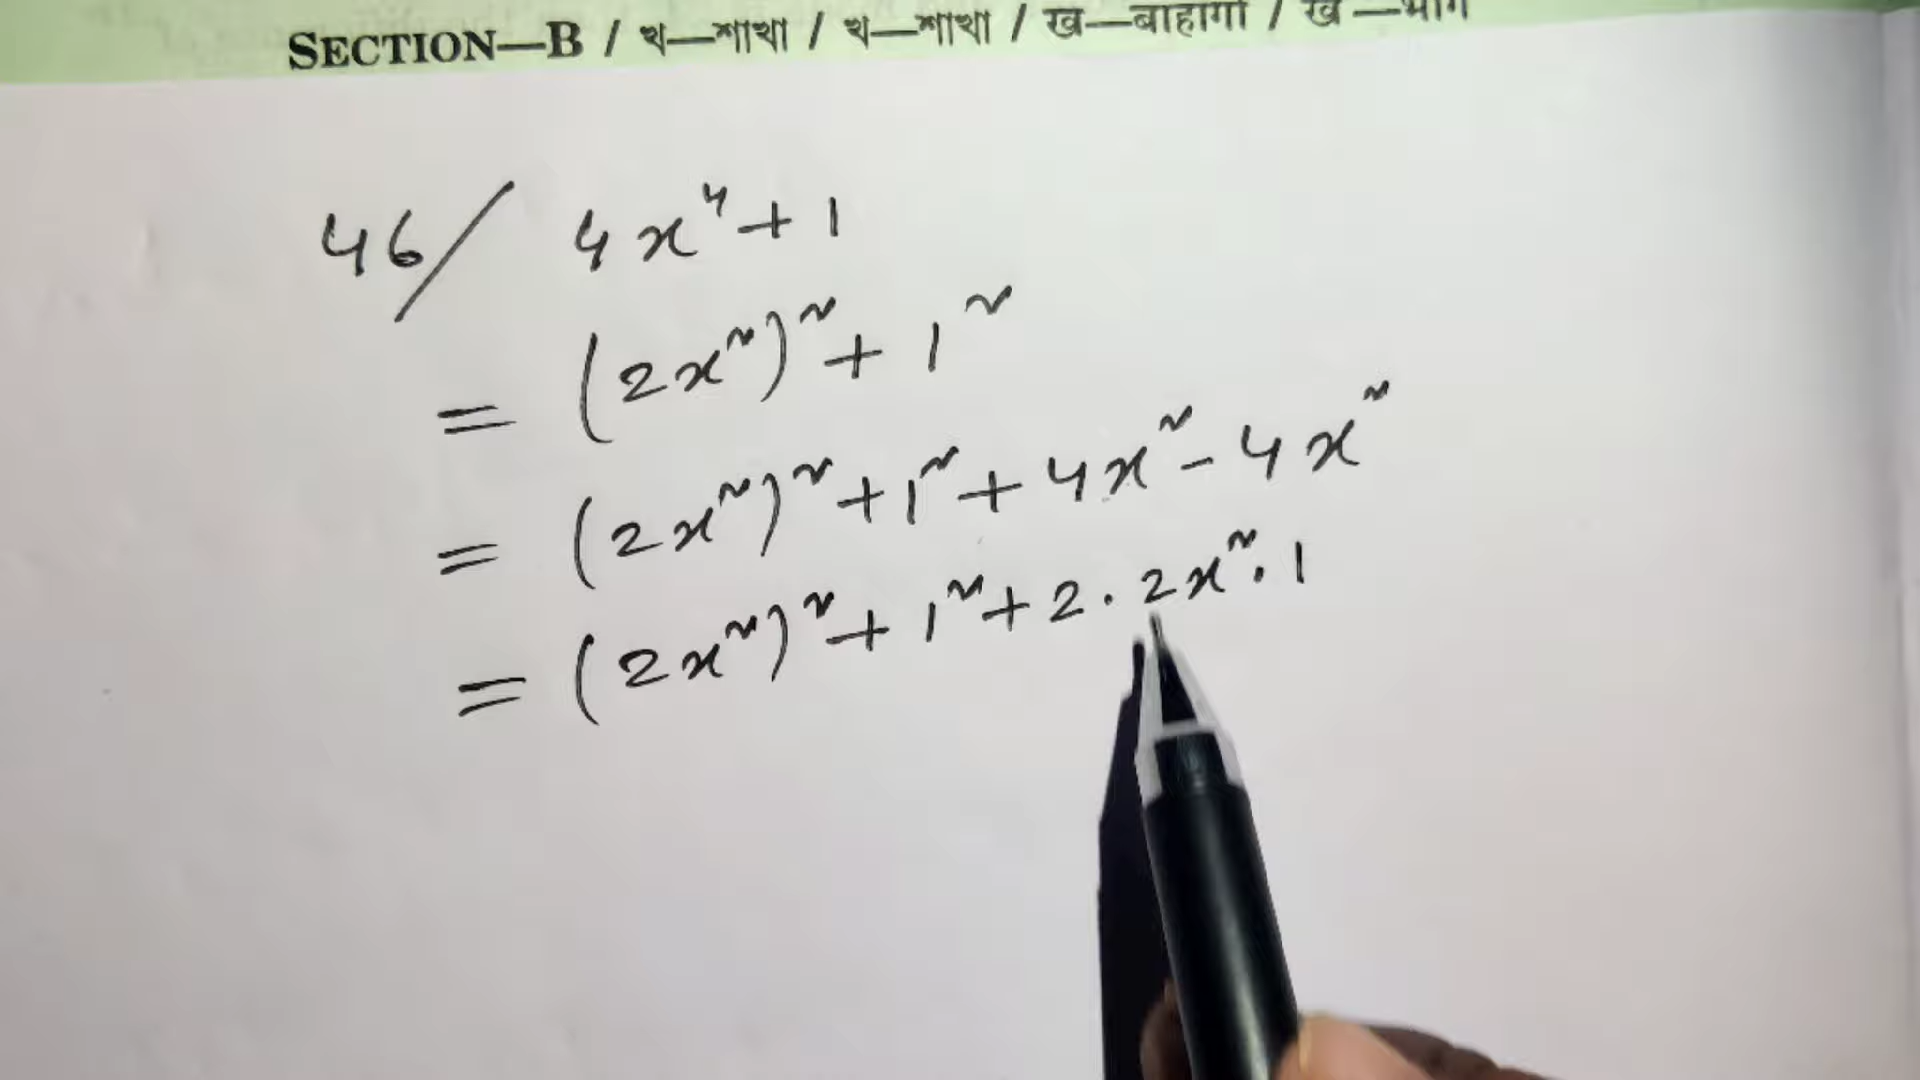 SECTION—B / খ—শাখা / খ—শাখা / ख—बाहागो / ख—भाग
46/ 4x⁴ + 1
= (2x²)² + 1²
= (2x²)² + 1² + 4x² - 4x²
= (2x²)² + 1² + 2 · 2x² · 1